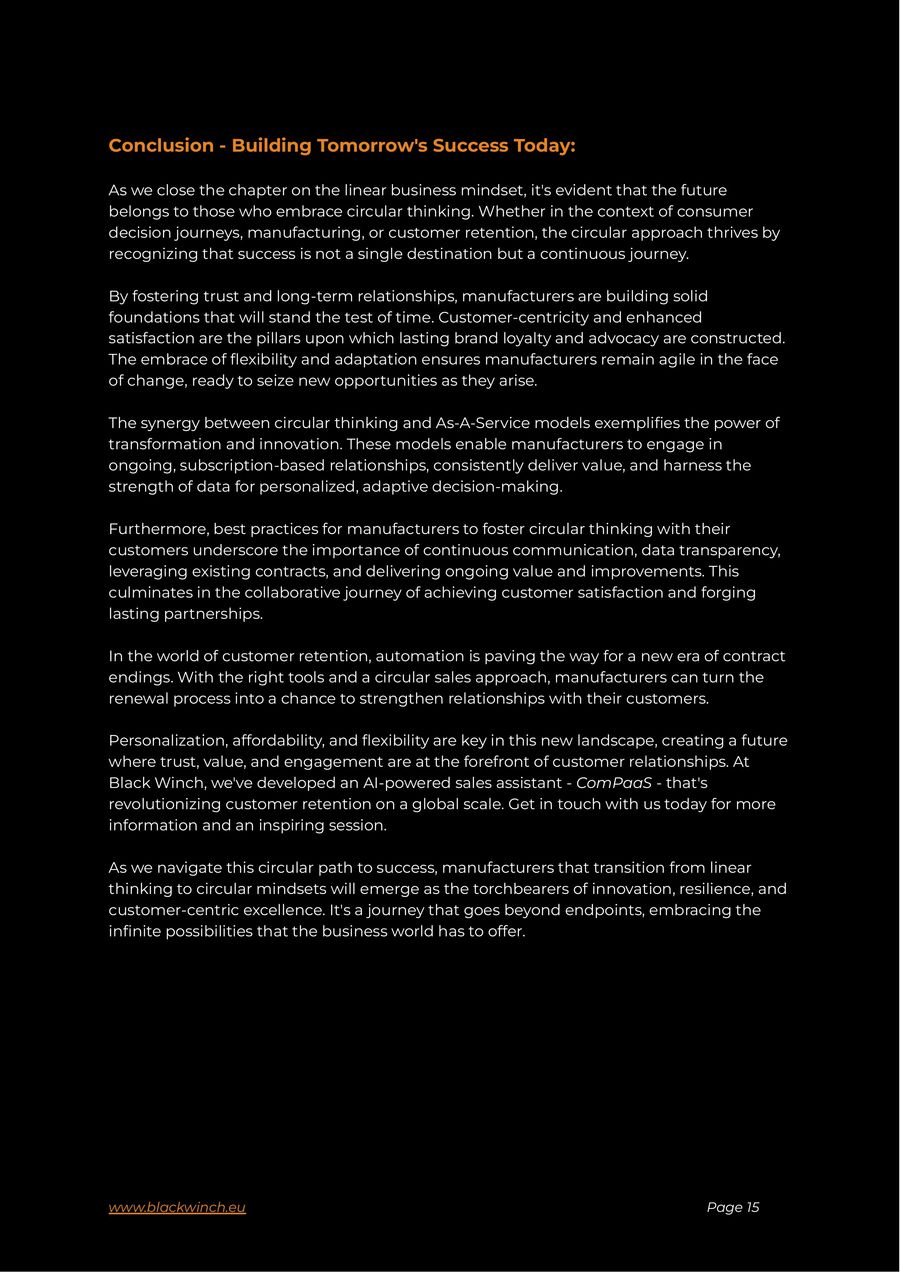 Conclusion - Building Tomorrow's Success Today:
As we close the chapter on the linear business mindset, it's evident that the future
belongs to those who embrace circular thinking. Whether in the context of consumer
decision journeys, manufacturing, or customer retention, the circular approach thrives by
recognizing that success is not a single destination but a continuous journey.
By fostering trust and long-term relationships, manufacturers are building solid
foundations that will stand the test of time. Customer-centricity and enhanced
satisfaction are the pillars upon which lasting brand loyalty and advocacy are constructed.
The embrace of flexibility and adaptation ensures manufacturers remain agile in the face
of change, ready to seize new opportunities as they arise.
The synergy between circular thinking and As-A-Service models exemplifies the power of
transformation and innovation. These models enable manufacturers to engage in
ongoing, subscription-based relationships, consistently deliver value, and harness the
strength of data for personalized, adaptive decision-making.
Furthermore, best practices for manufacturers to foster circular thinking with their
customers underscore the importance of continuous communication, data transparency,
leveraging existing contracts, and delivering ongoing value and improvements. This
culminates in the collaborative journey of achieving customer satisfaction and forging
lasting partnerships.
In the world of customer retention, automation is paving the way for a new era of contract
endings. With the right tools and a circular sales approach, manufacturers can turn the
renewal process into a chance to strengthen relationships with their customers.
Personalization, affordability, and flexibility are key in this new landscape, creating a future
where trust, value, and engagement are at the forefront of customer relationships. At
Black Winch, we've developed an AI-powered sales assistant - ComPaaS - that's
revolutionizing customer retention on a global scale. Get in touch with us today for more
information and an inspiring session.
As we navigate this circular path to success, manufacturers that transition from linear
thinking to circular mindsets will emerge as the torchbearers of innovation, resilience, and
customer-centric excellence. It's a journey that goes beyond endpoints, embracing the
infinite possibilities that the business world has to offer.
www.blackwinch.eu
Page 15